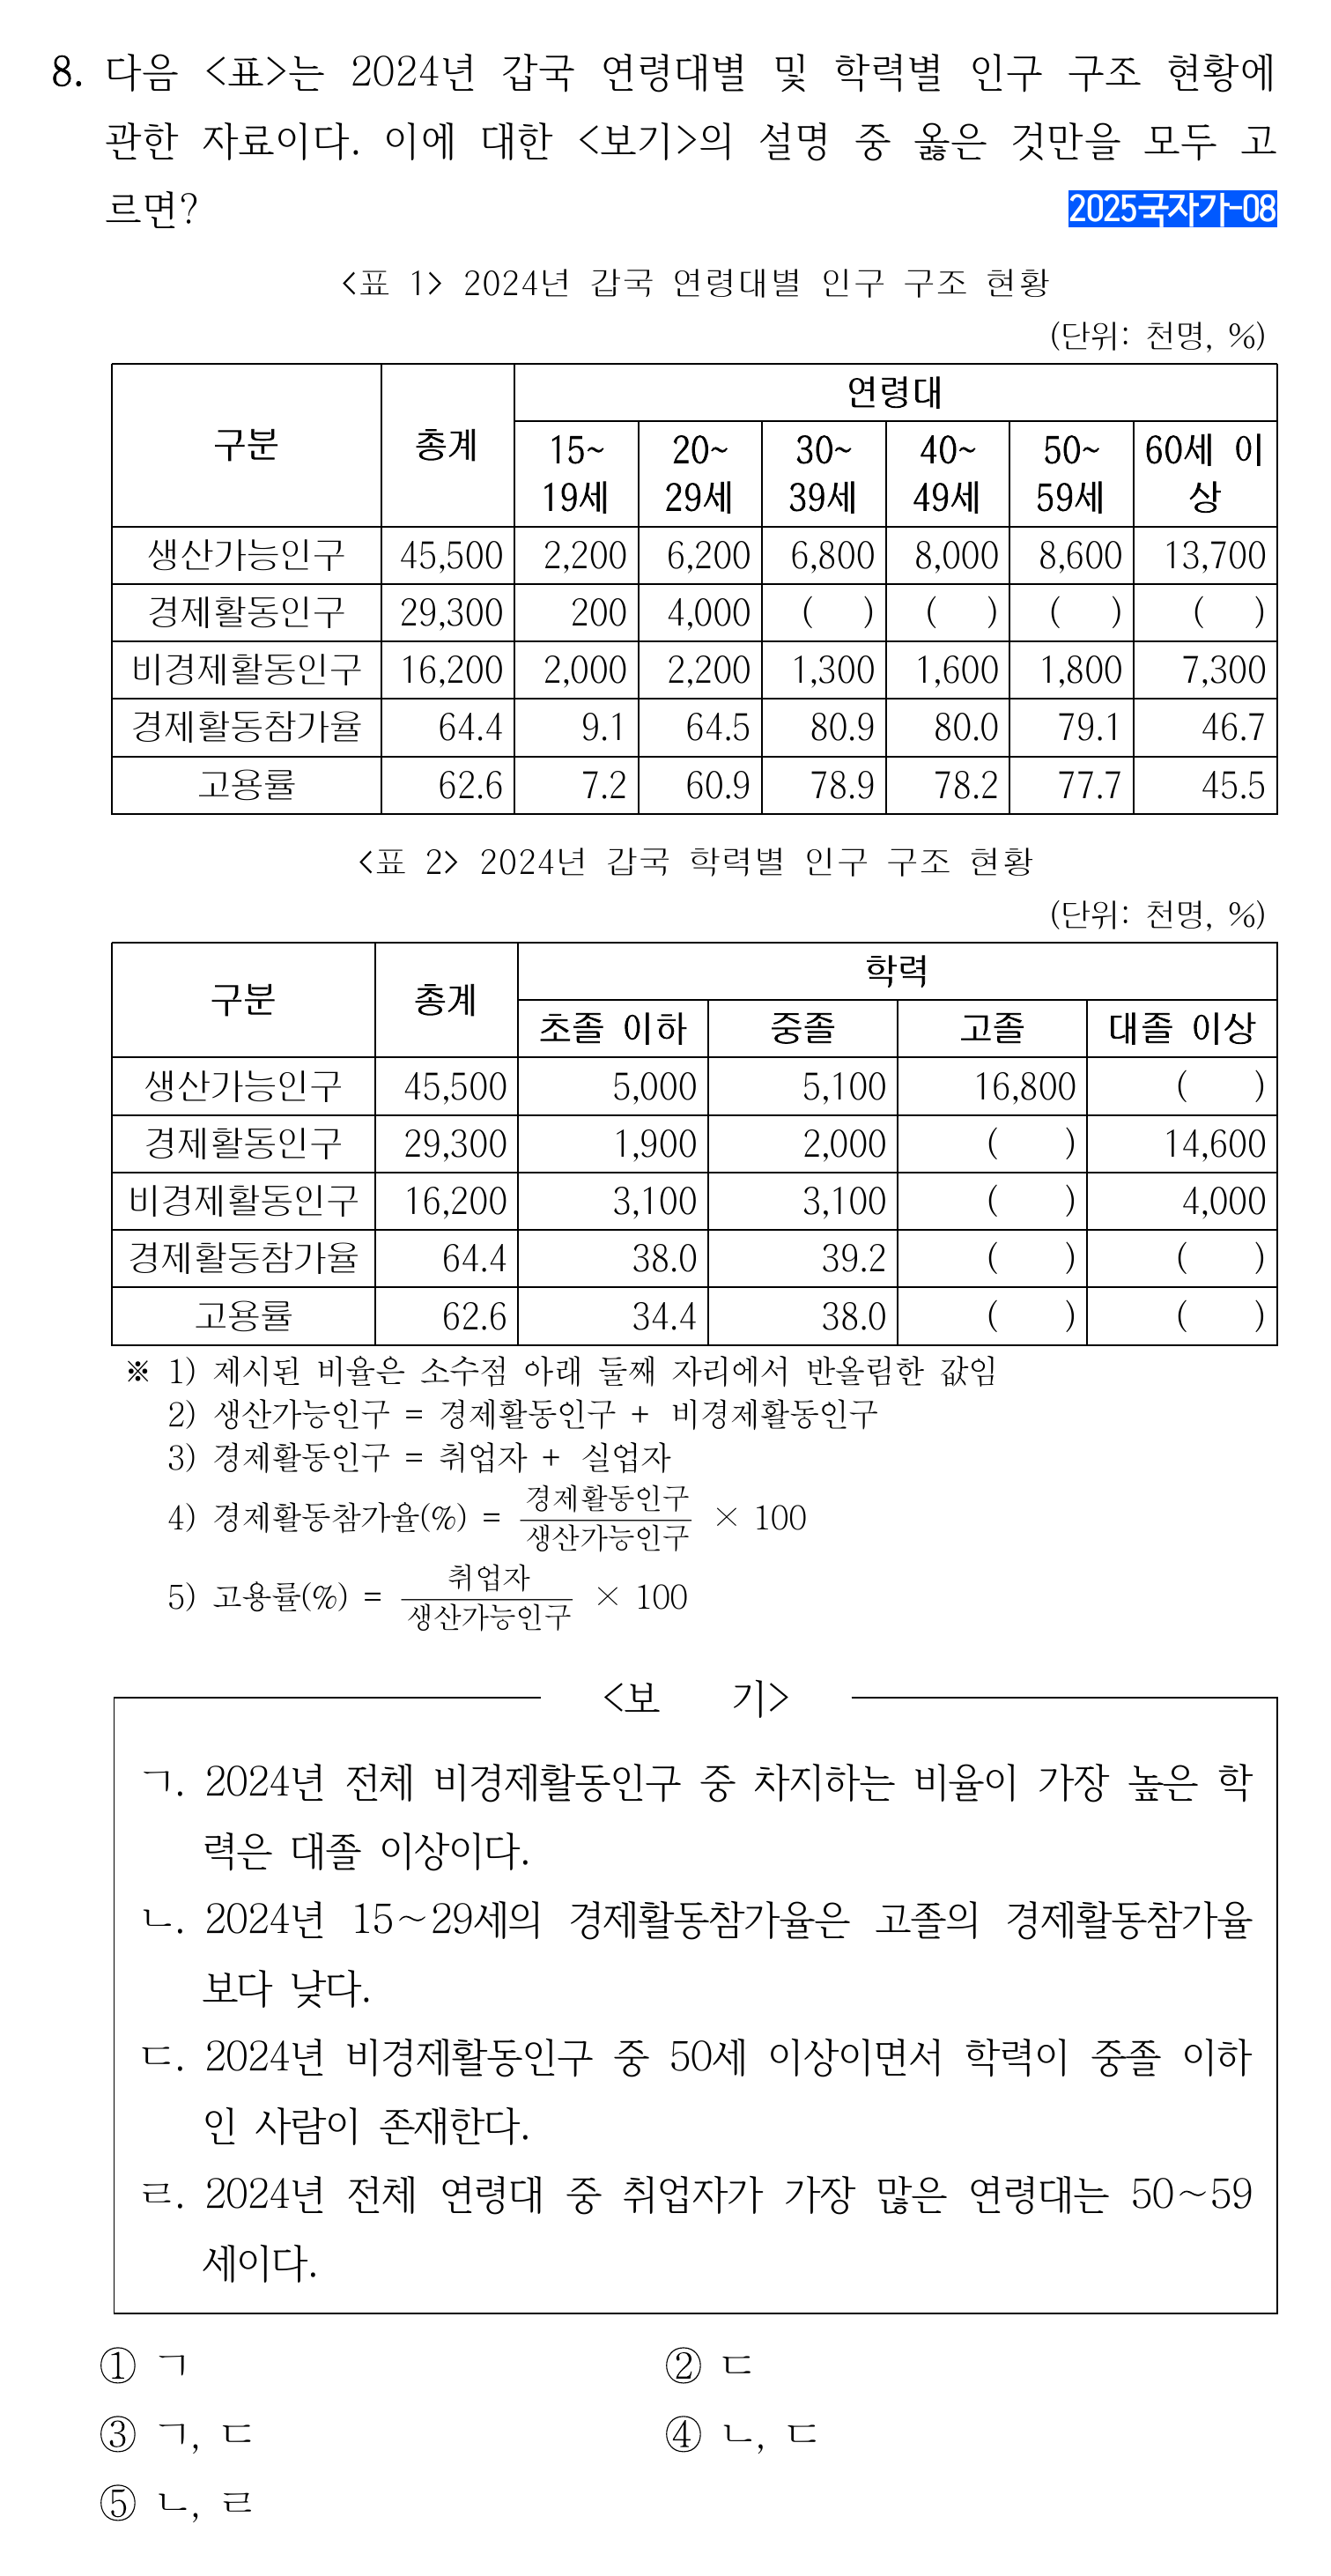 8. 다음 <표>는 2024년 갑국 연령대별 및 학력별 인구 구조 현황에
관한 자료이다. 이에 대한 <보기>의 설명 중 옳은 것만을 모두 고
르면?
2025국자가-08
<표 1> 2024년 갑국 연령대별 인구 구조 현황
(단위: 천명, %)
구분 총계 연령대
15~19세 20~29세 30~39세 40~49세 50~59세 60세 이상
생산가능인구 45,500 2,200 6,200 6,800 8,000 8,600 13,700
경제활동인구 29,300 200 4,000 ( ) ( ) ( ) ( )
비경제활동인구 16,200 2,000 2,200 1,300 1,600 1,800 7,300
경제활동참가율 64.4 9.1 64.5 80.9 80.0 79.1 46.7
고용률 62.6 7.2 60.9 78.9 78.2 77.7 45.5
<표 2> 2024년 갑국 학력별 인구 구조 현황
(단위: 천명, %)
구분 총계 학력
초졸 이하 중졸 고졸 대졸 이상
생산가능인구 45,500 5,000 5,100 16,800 ( )
경제활동인구 29,300 1,900 2,000 ( ) 14,600
비경제활동인구 16,200 3,100 3,100 ( ) 4,000
경제활동참가율 64.4 38.0 39.2 ( ) ( )
고용률 62.6 34.4 38.0 ( ) ( )
※ 1) 제시된 비율은 소수점 아래 둘째 자리에서 반올림한 값임
2) 생산가능인구 = 경제활동인구 + 비경제활동인구
3) 경제활동인구 = 취업자 + 실업자
4) 경제활동참가율(%) = 경제활동인구 / 생산가능인구 × 100
5) 고용률(%) = 취업자 / 생산가능인구 × 100
<보 기>
ㄱ. 2024년 전체 비경제활동인구 중 차지하는 비율이 가장 높은 학
력은 대졸 이상이다.
ㄴ. 2024년 15~29세의 경제활동참가율은 고졸의 경제활동참가율
보다 낮다.
ㄷ. 2024년 비경제활동인구 중 50세 이상이면서 학력이 중졸 이하
인 사람이 존재한다.
ㄹ. 2024년 전체 연령대 중 취업자가 가장 많은 연령대는 50~59
세이다.
① ㄱ ② ㄷ
③ ㄱ, ㄷ ④ ㄴ, ㄷ
⑤ ㄴ, ㄹ